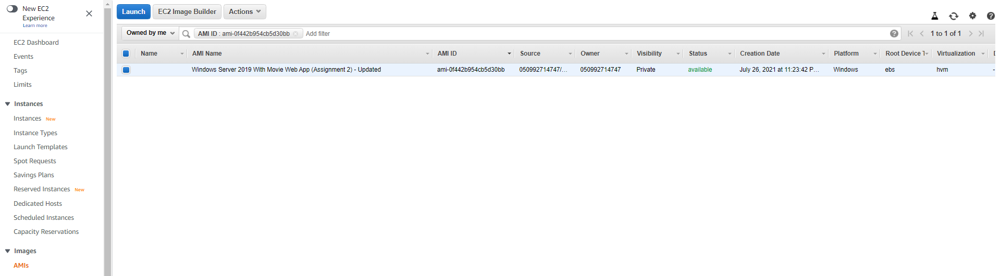 New EC2
Experience
Learn more
EC2 Dashboard
Events
Tags
Limits
Instances
Instances New
Instance Types
Launch Templates
Spot Requests
Savings Plans
Reserved Instances New
Dedicated Hosts
Scheduled Instances
Capacity Reservations
Images
AMIs
Launch EC2 Image Builder Actions
Owned by me AMI ID : ami-0f442b954cb5d30bb Add filter 1 to 1 of 1
Name AMI Name AMI ID Source Owner Visibility Status Creation Date Platform Root Device T Virtualization D
Windows Server 2019 With Movie Web App (Assignment 2) - Updated ami-0f442b954cb5d30bb 050992714747/... 050992714747 Private available July 26, 2021 at 11:23:42 P... Windows ebs hvm -